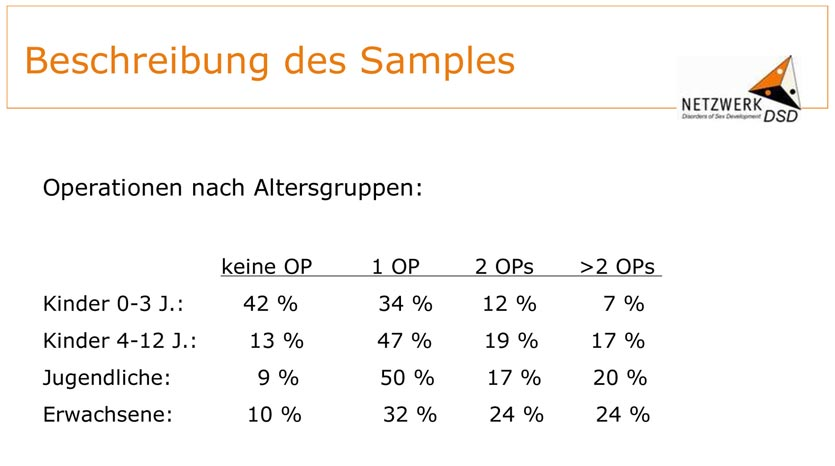 Beschreibung des Samples
NETZWERK
Disorders of Sex Development DSD
Operationen nach Altersgruppen:
keine OP 1 OP 2 OPs >2 OPs
Kinder 0-3 J.: 42 % 34 % 12 % 7 %
Kinder 4-12 J.: 13 % 47 % 19 % 17 %
Jugendliche: 9 % 50 % 17 % 20 %
Erwachsene: 10 % 32 % 24 % 24 %